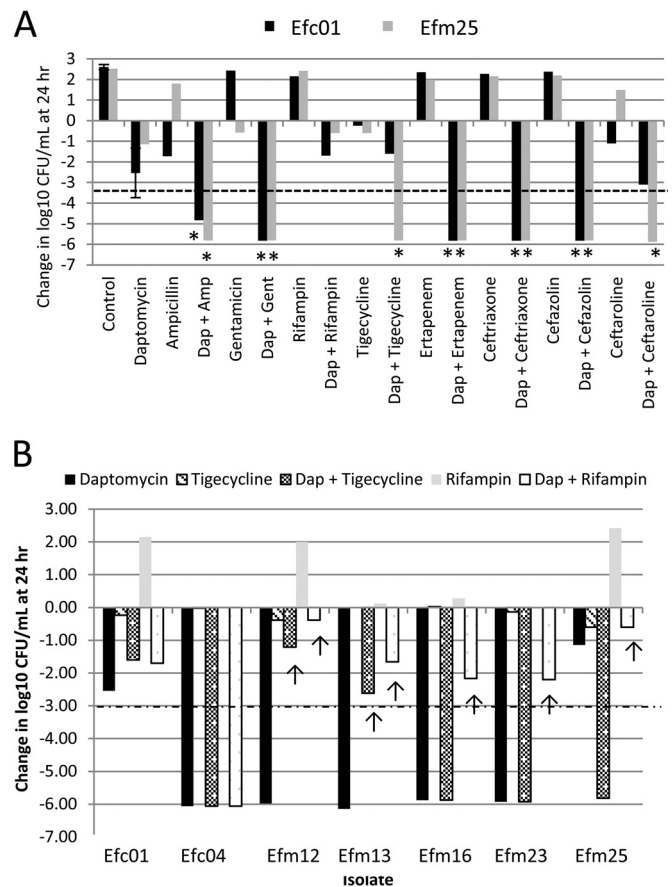 A
Efc01 Efm25
Change in log10 CFU/mL at 24 hr
3
2
1
0
-1
-2
-3
-4
-5
-6
-7
* * ** * ** ** ** *
Control
Daptomycin
Ampicillin
Dap + Amp
Gentamicin
Dap + Gent
Rifampin
Dap + Rifampin
Tigecycline
Dap + Tigecycline
Ertapenem
Dap + Ertapenem
Ceftriaxone
Dap + Ceftriaxone
Cefazolin
Dap + Cefazolin
Ceftaroline
Dap + Ceftaroline
B
Daptomycin Tigecycline Dap + Tigecycline Rifampin Dap + Rifampin
Change in log10 CFU/mL at 24 hr
3.00
2.00
1.00
0.00
-1.00
-2.00
-3.00
-4.00
-5.00
-6.00
-7.00
Efc01 Efc04 Efm12 Efm13 Efm16 Efm23 Efm25
Isolate